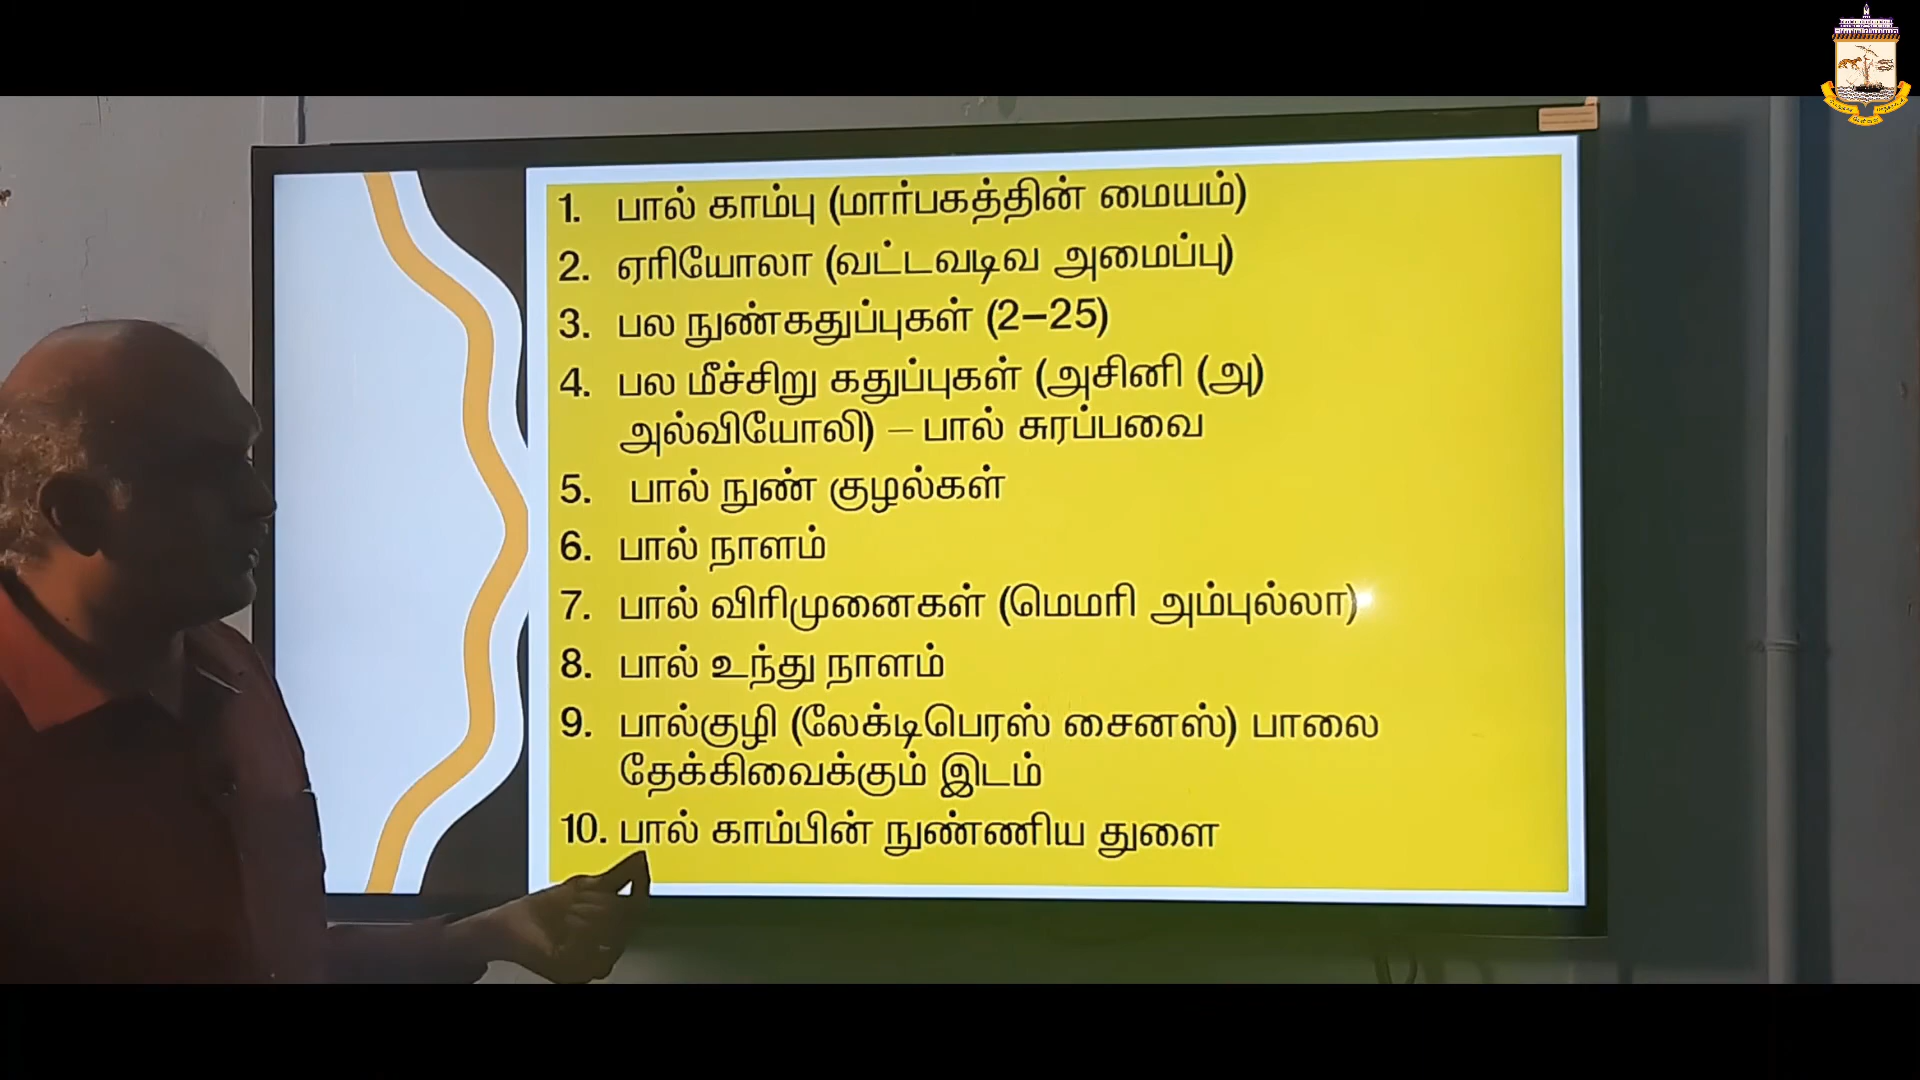 1. பால் காம்பு (மார்பகத்தின் மையம்)
2. ஏரியோலா (வட்டவடிவ அமைப்பு)
3. பல நுண்கதுப்புகள் (2–25)
4. பல மீச்சிறு கதுப்புகள் (அசினி (அ)
அல்வியோலி) – பால் சுரப்பவை
5. பால் நுண் குழல்கள்
6. பால் நாளம்
7. பால் விரிமுனைகள் (மெமரி அம்புல்லா)
8. பால் உந்து நாளம்
9. பால்குழி (லேக்டிபெரஸ் சைனஸ்) பாலை
தேக்கிவைக்கும் இடம்
10. பால் காம்பின் நுண்ணிய துளை